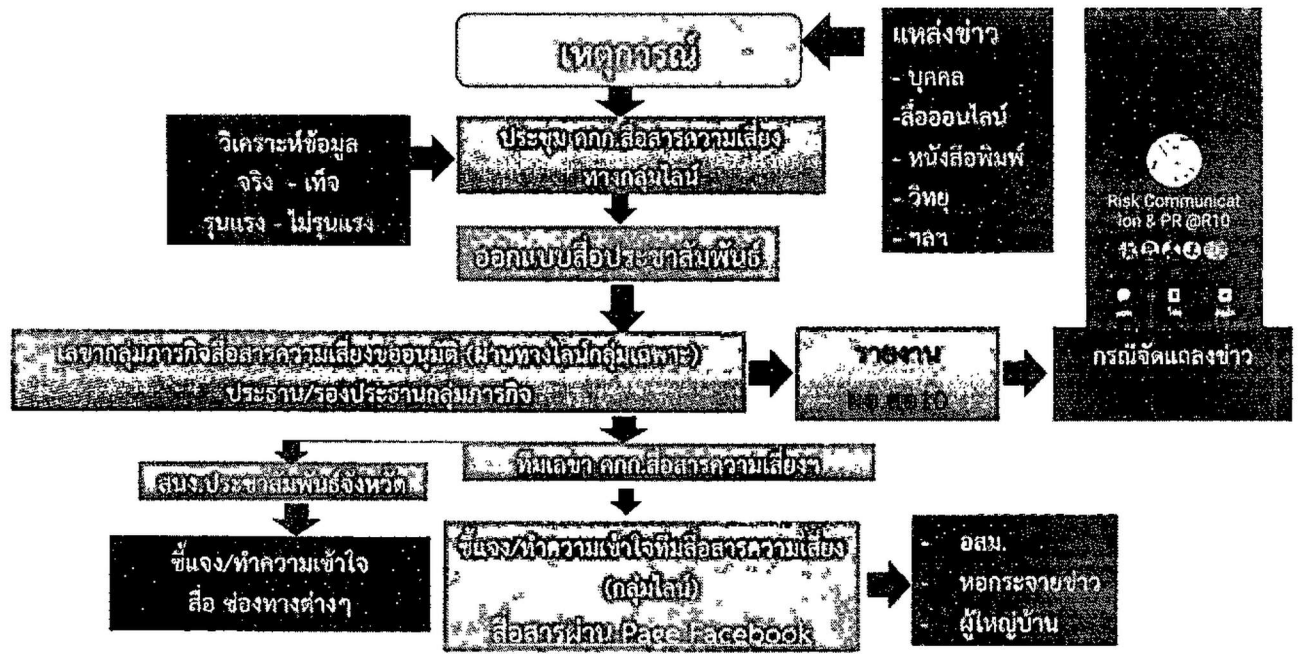 เหตุการณ์
แหล่งข่าว
- บุคคล
-สื่อออนไลน์
- หนังสือพิมพ์
- วิทยุ
- ฯลฯ
Risk Communicat
ion & PR @R10
วิเคราะห์ข้อมูล
จริง - เท็จ
รุนแรง - ไม่รุนแรง
ประชุม คกก.สื่อสารความเสี่ยง
ทางกลุ่มไลน์
ออกแบบสื่อประชาสัมพันธ์
เลขากลุ่มภารกิจสื่อสารความเสี่ยงขออนุมัติ (ผ่านทางไลน์กลุ่มเฉพาะ)
ประธาน/รองประธานกลุ่มภารกิจ
รายงาน
กรณีจัดแถลงข่าว
สนง.ประชาสัมพันธ์จังหวัด
ทีมเลขา คกก.สื่อสารความเสี่ยงฯ
ชี้แจง/ทำความเข้าใจ
สื่อ ช่องทางต่างๆ
ชี้แจง/ทำความเข้าใจทีมสื่อสารความเสี่ยง
(กลุ่มไลน์)
สื่อสารผ่าน Page Facebook
- อสม.
- หอกระจายข่าว
- ผู้ใหญ่บ้าน